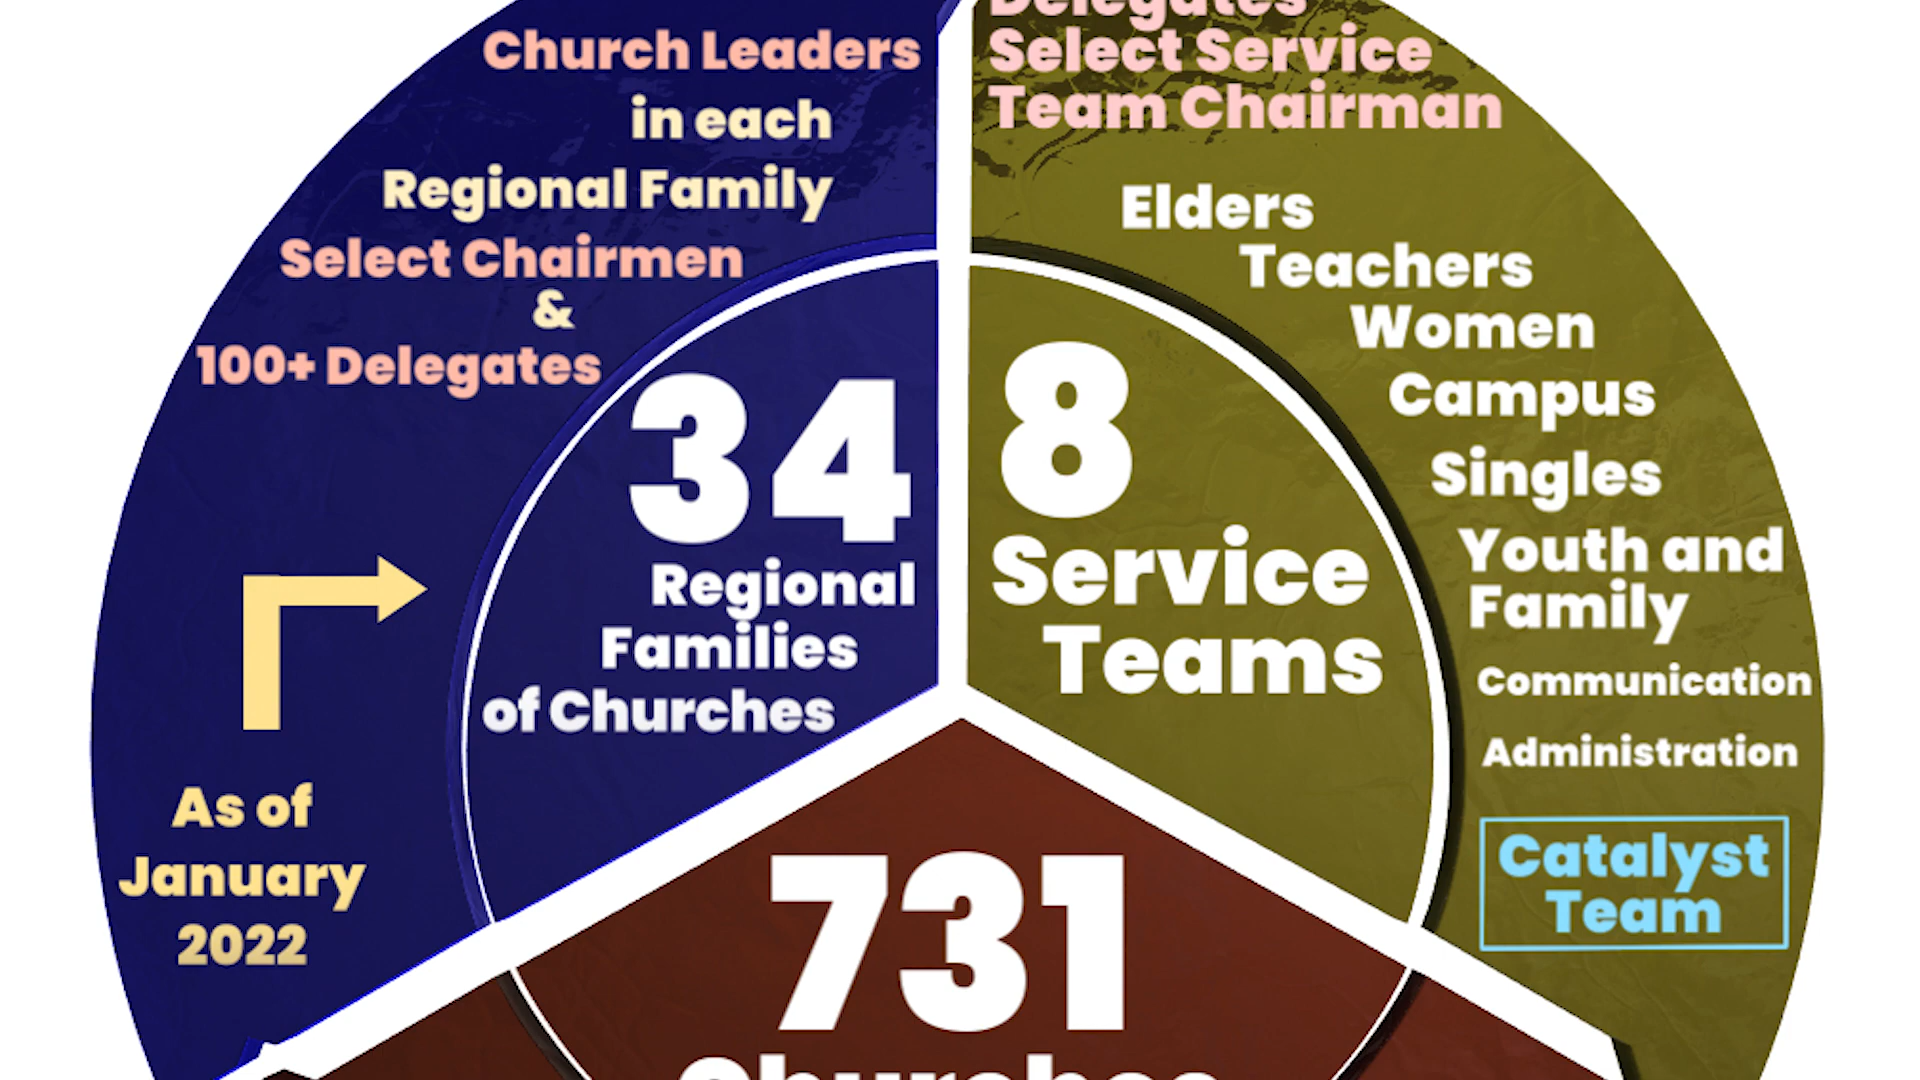 Church Leaders
in each
Regional Family
Select Chairmen
&
100+ Delegates
34
Regional
Families
of Churches
As of
January
2022
Delegates
Select Service
Team Chairman
Elders
Teachers
Women
Campus
Singles
Youth and
Family
Communication
Administration
Catalyst
Team
8
Service
Teams
731
Churches